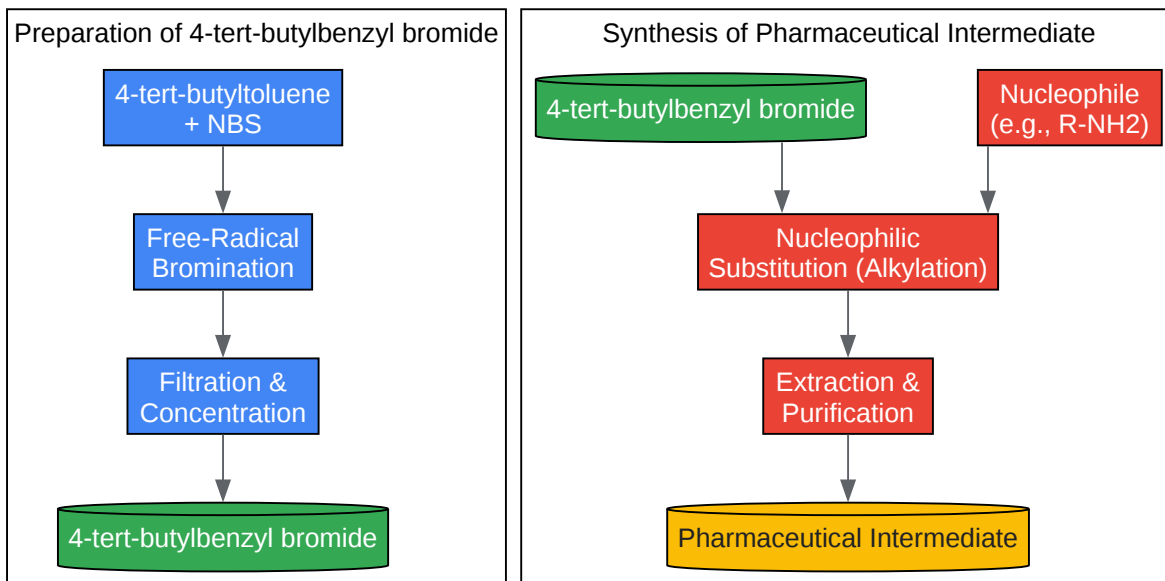 Preparation of 4-tert-butylbenzyl bromide
4-tert-butyltoluene
+ NBS
Free-Radical
Bromination
Filtration &
Concentration
4-tert-butylbenzyl bromide
Synthesis of Pharmaceutical Intermediate
4-tert-butylbenzyl bromide
Nucleophile
(e.g., R-NH2)
Nucleophilic
Substitution (Alkylation)
Extraction &
Purification
Pharmaceutical Intermediate